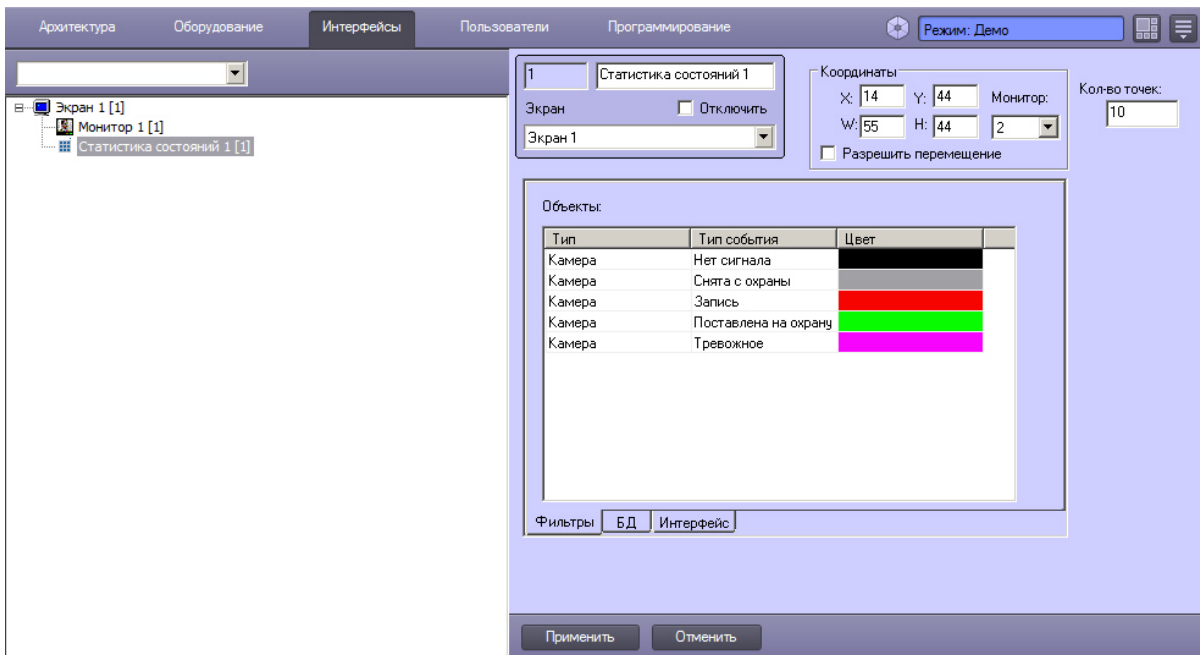 Архитектура Оборудование Интерфейсы Пользователи Программирование Режим: Демо
Экран 1 [1]
Монитор 1 [1]
Статистика состояний 1 [1]
1 Статистика состояний 1
Экран Отключить
Экран 1
Координаты
X: 14 Y: 44 Монитор:
W: 55 H: 44 2
Разрешить перемещение
Кол-во точек:
10
Объекты:
Тип Тип события Цвет
Камера Нет сигнала
Камера Снята с охраны
Камера Запись
Камера Поставлена на охрану
Камера Тревожное
Фильтры БД Интерфейс
Применить Отменить